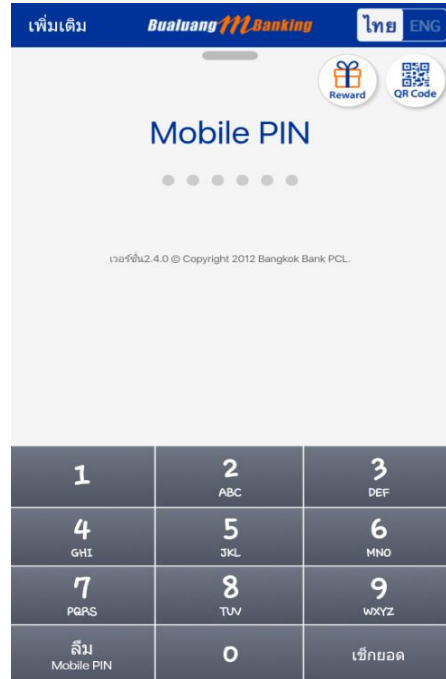 เพิ่มเติม Bualuang mBanking ไทย ENG
Reward QR Code
Mobile PIN
เวอร์ชั่น2.4.0 © Copyright 2012 Bangkok Bank PCL.
1 2 3
ABC DEF
4 5 6
GHI JKL MNO
7 8 9
PQRS TUV WXYZ
ลืม 0 เช็กยอด
Mobile PIN